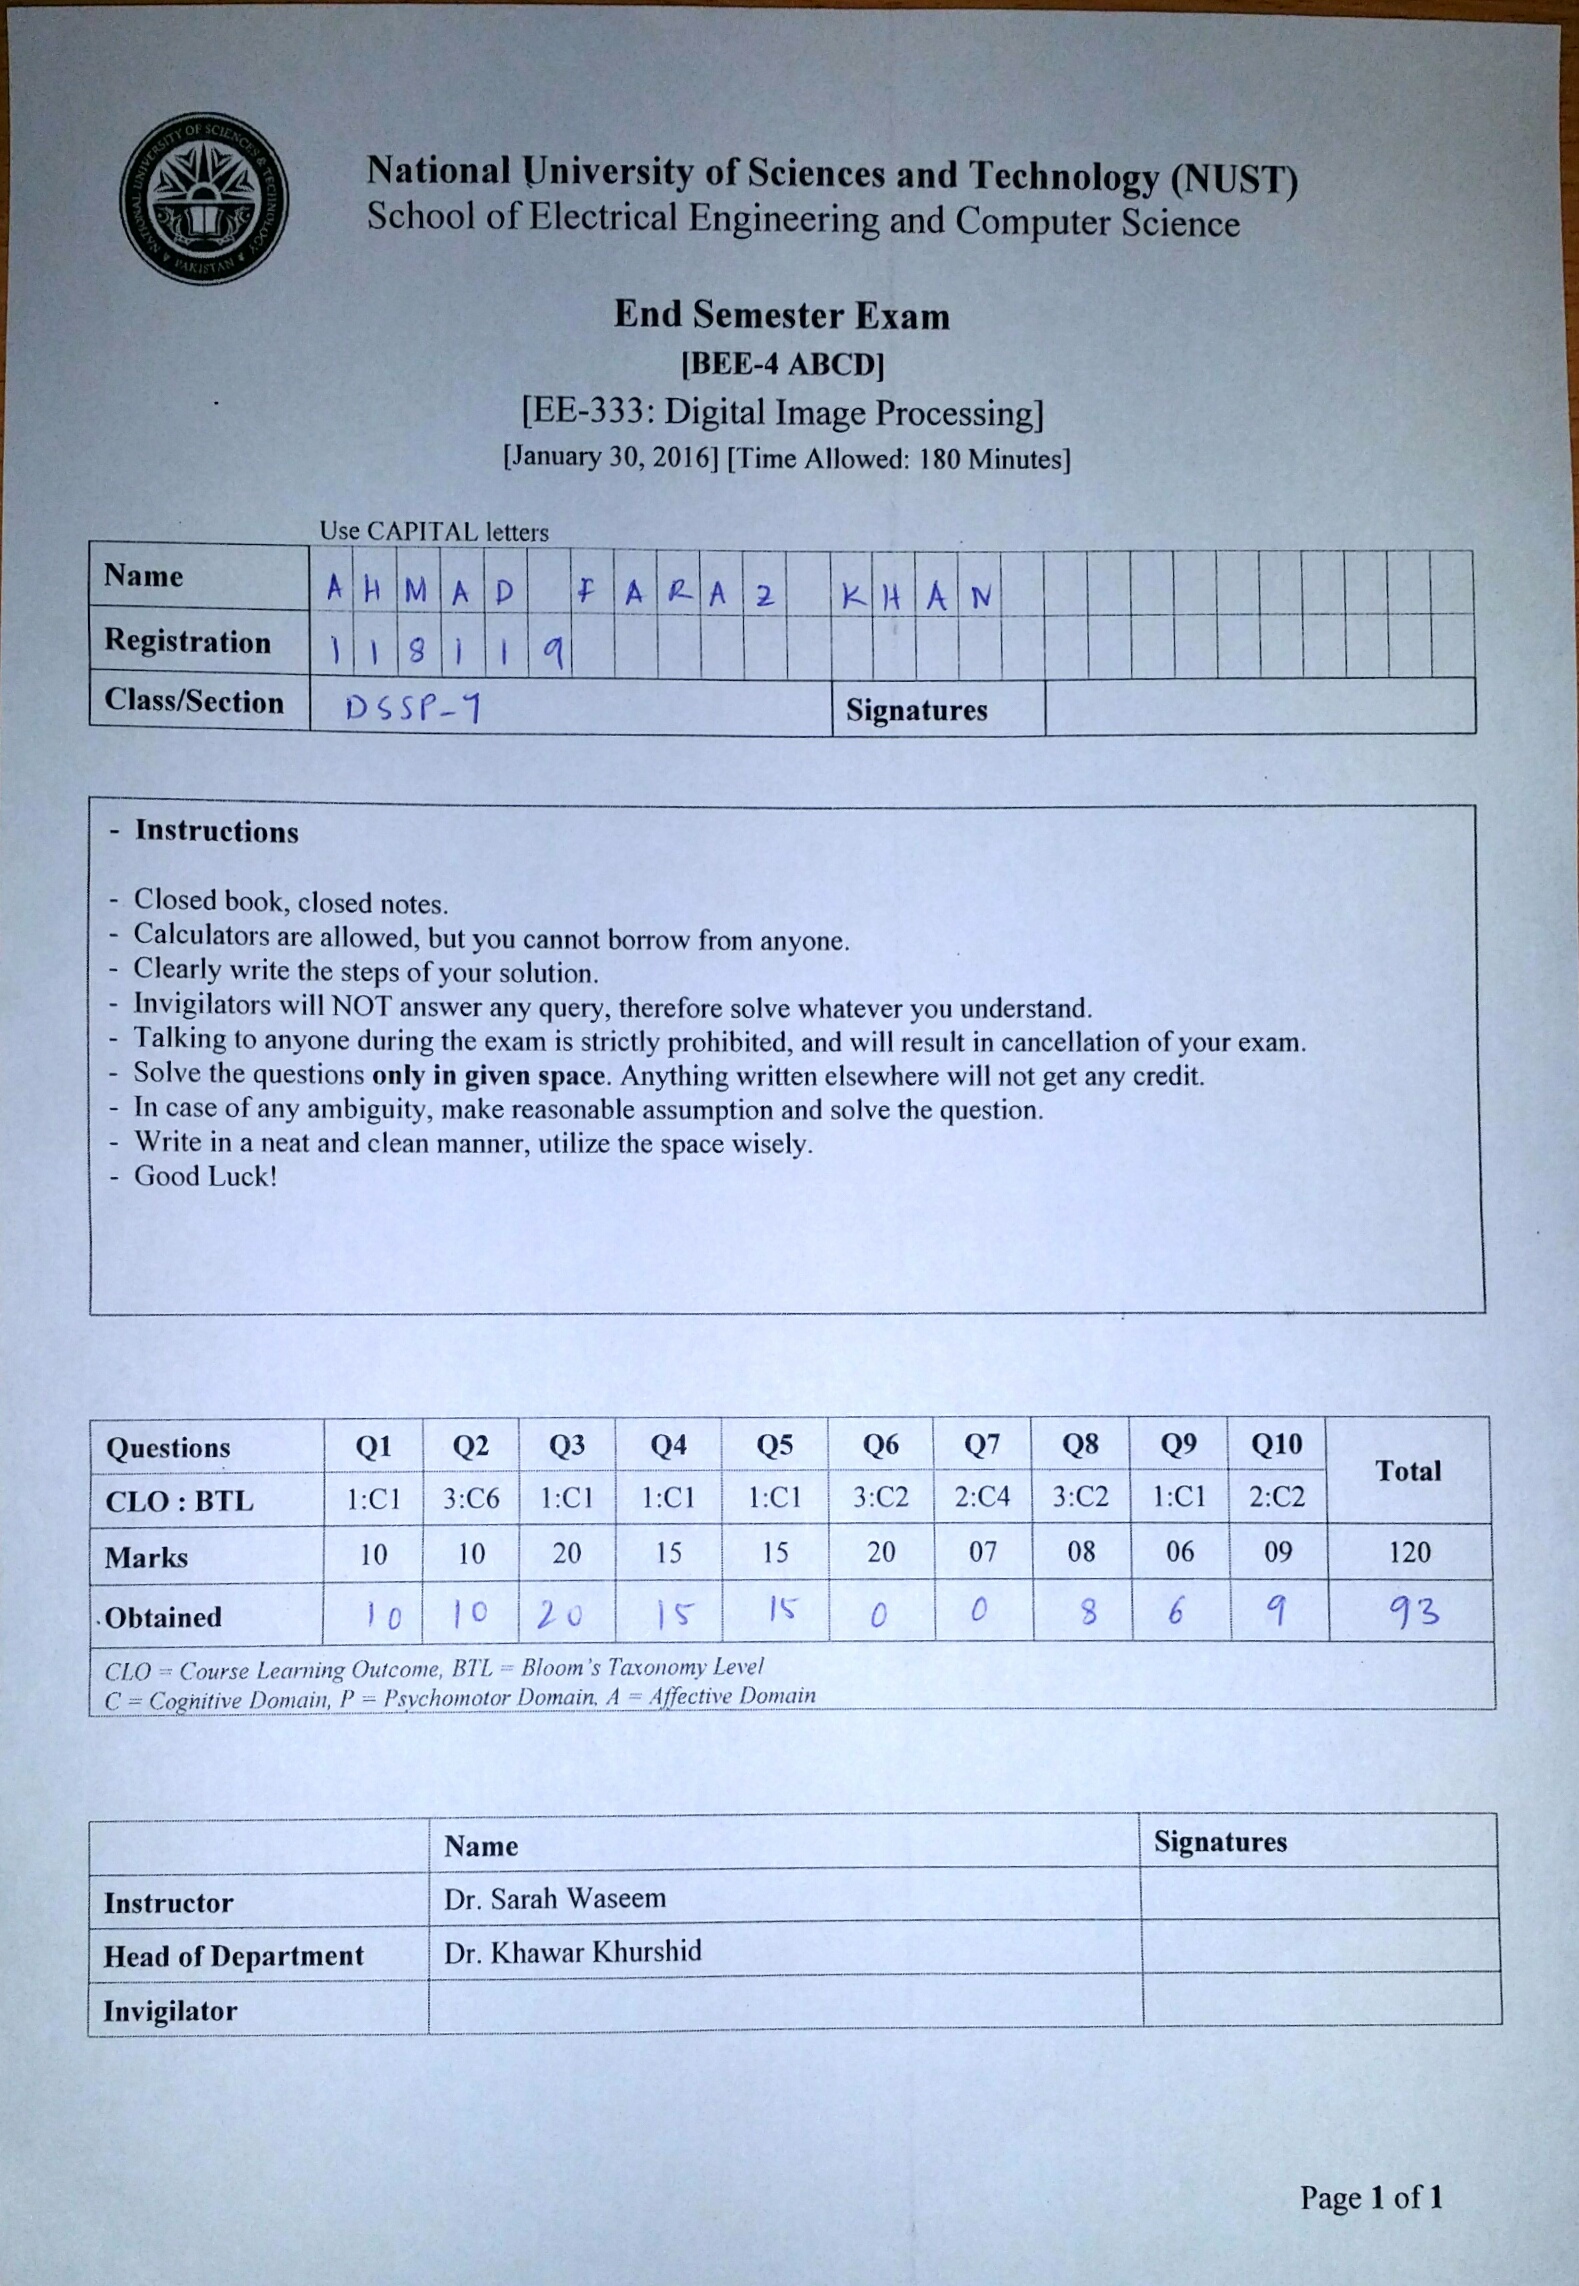 NATIONAL UNIVERSITY OF SCIENCES & TECHNOLOGY
PAKISTAN
National University of Sciences and Technology (NUST)
School of Electrical Engineering and Computer Science
End Semester Exam
[BEE-4 ABCD]
[EE-333: Digital Image Processing]
[January 30, 2016] [Time Allowed: 180 Minutes]
Use CAPITAL letters
Name AHMAD FARAZ KHAN
Registration 118119
Class/Section DSSP-1 Signatures
- Instructions
- Closed book, closed notes.
- Calculators are allowed, but you cannot borrow from anyone.
- Clearly write the steps of your solution.
- Invigilators will NOT answer any query, therefore solve whatever you understand.
- Talking to anyone during the exam is strictly prohibited, and will result in cancellation of your exam.
- Solve the questions only in given space. Anything written elsewhere will not get any credit.
- In case of any ambiguity, make reasonable assumption and solve the question.
- Write in a neat and clean manner, utilize the space wisely.
- Good Luck!
Questions Q1 Q2 Q3 Q4 Q5 Q6 Q7 Q8 Q9 Q10 Total
CLO : BTL 1:C1 3:C6 1:C1 1:C1 1:C1 3:C2 2:C4 3:C2 1:C1 2:C2
Marks 10 10 20 15 15 20 07 08 06 09 120
Obtained 10 10 20 15 15 0 0 8 6 9 93
CLO = Course Learning Outcome, BTL = Bloom's Taxonomy Level
C = Cognitive Domain, P = Psychomotor Domain, A = Affective Domain
Name Signatures
Instructor Dr. Sarah Waseem
Head of Department Dr. Khawar Khurshid
Invigilator
Page 1 of 1